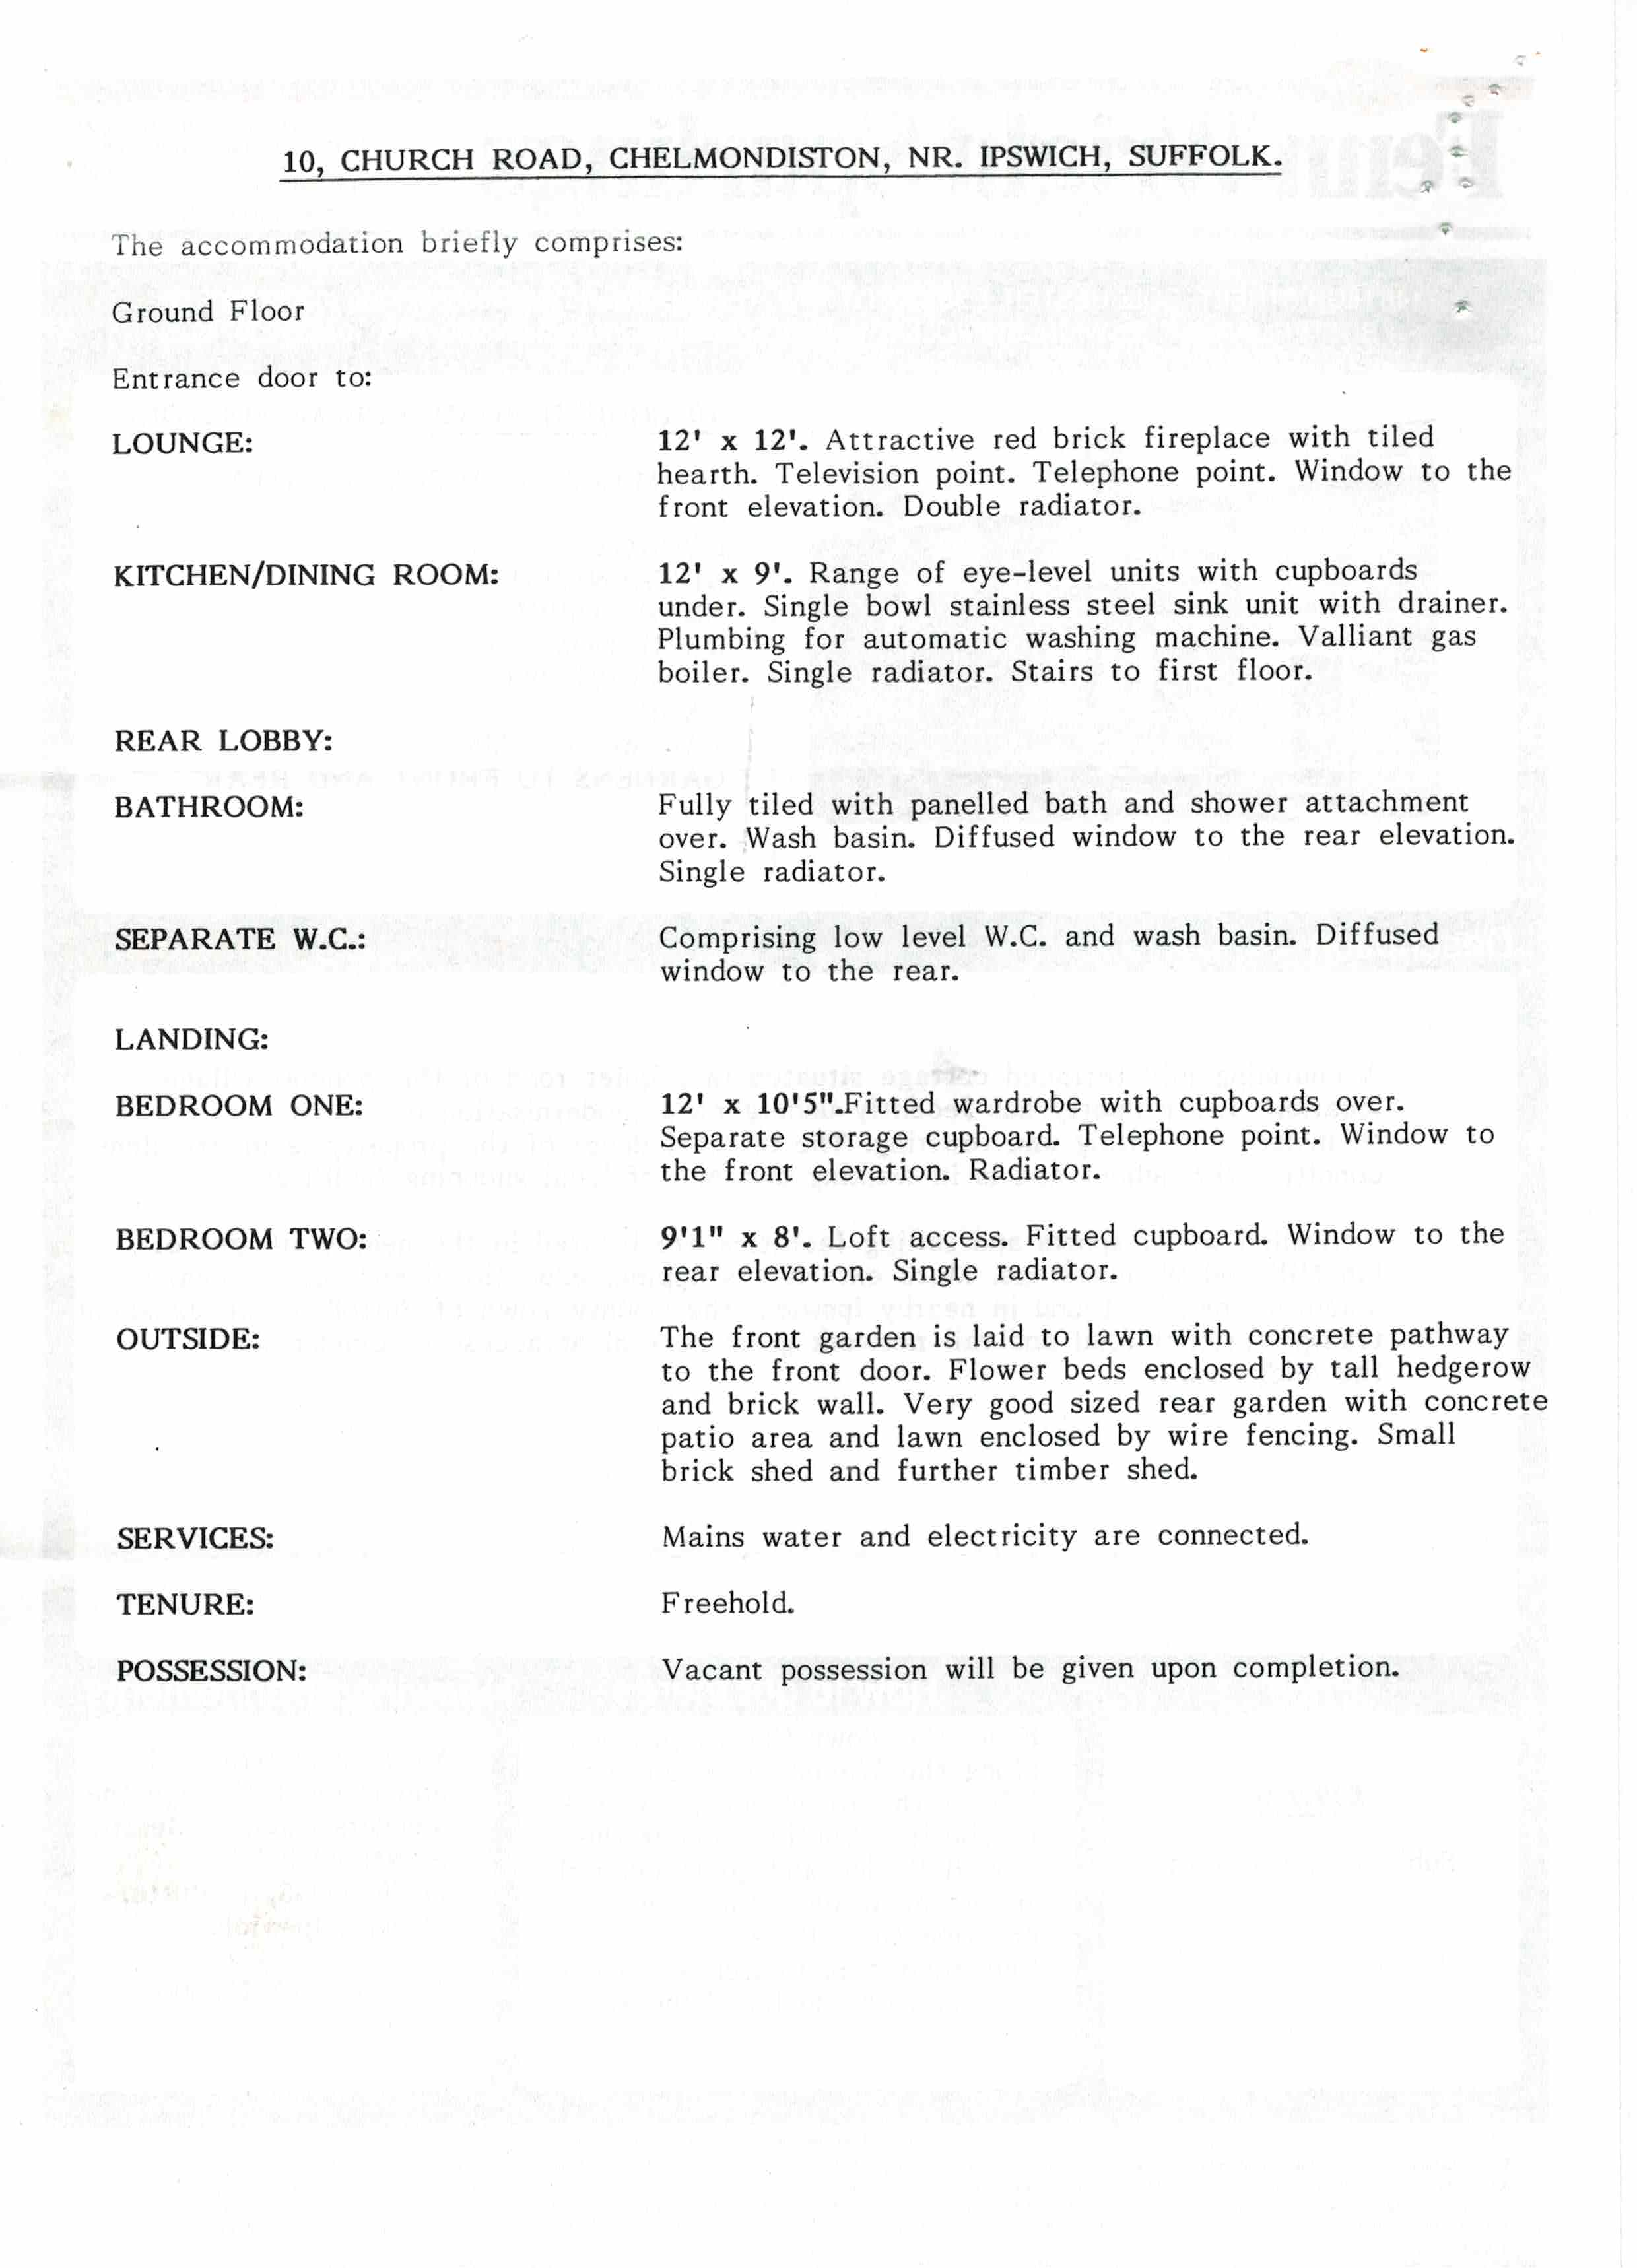 10, CHURCH ROAD, CHELMONDISTON, NR. IPSWICH, SUFFOLK.
The accommodation briefly comprises:
Ground Floor
Entrance door to:
LOUNGE:
12' x 12'. Attractive red brick fireplace with tiled
hearth. Television point. Telephone point. Window to the
front elevation. Double radiator.
KITCHEN/DINING ROOM:
12' x 9'. Range of eye-level units with cupboards
under. Single bowl stainless steel sink unit with drainer.
Plumbing for automatic washing machine. Valliant gas
boiler. Single radiator. Stairs to first floor.
REAR LOBBY:
BATHROOM:
Fully tiled with panelled bath and shower attachment
over. Wash basin. Diffused window to the rear elevation.
Single radiator.
SEPARATE W.C.:
Comprising low level W.C. and wash basin. Diffused
window to the rear.
LANDING:
BEDROOM ONE:
12' x 10'5".Fitted wardrobe with cupboards over.
Separate storage cupboard. Telephone point. Window to
the front elevation. Radiator.
BEDROOM TWO:
9'1" x 8'. Loft access. Fitted cupboard. Window to the
rear elevation. Single radiator.
OUTSIDE:
The front garden is laid to lawn with concrete pathway
to the front door. Flower beds enclosed by tall hedgerow
and brick wall. Very good sized rear garden with concrete
patio area and lawn enclosed by wire fencing. Small
brick shed and further timber shed.
SERVICES:
Mains water and electricity are connected.
TENURE:
Freehold.
POSSESSION:
Vacant possession will be given upon completion.